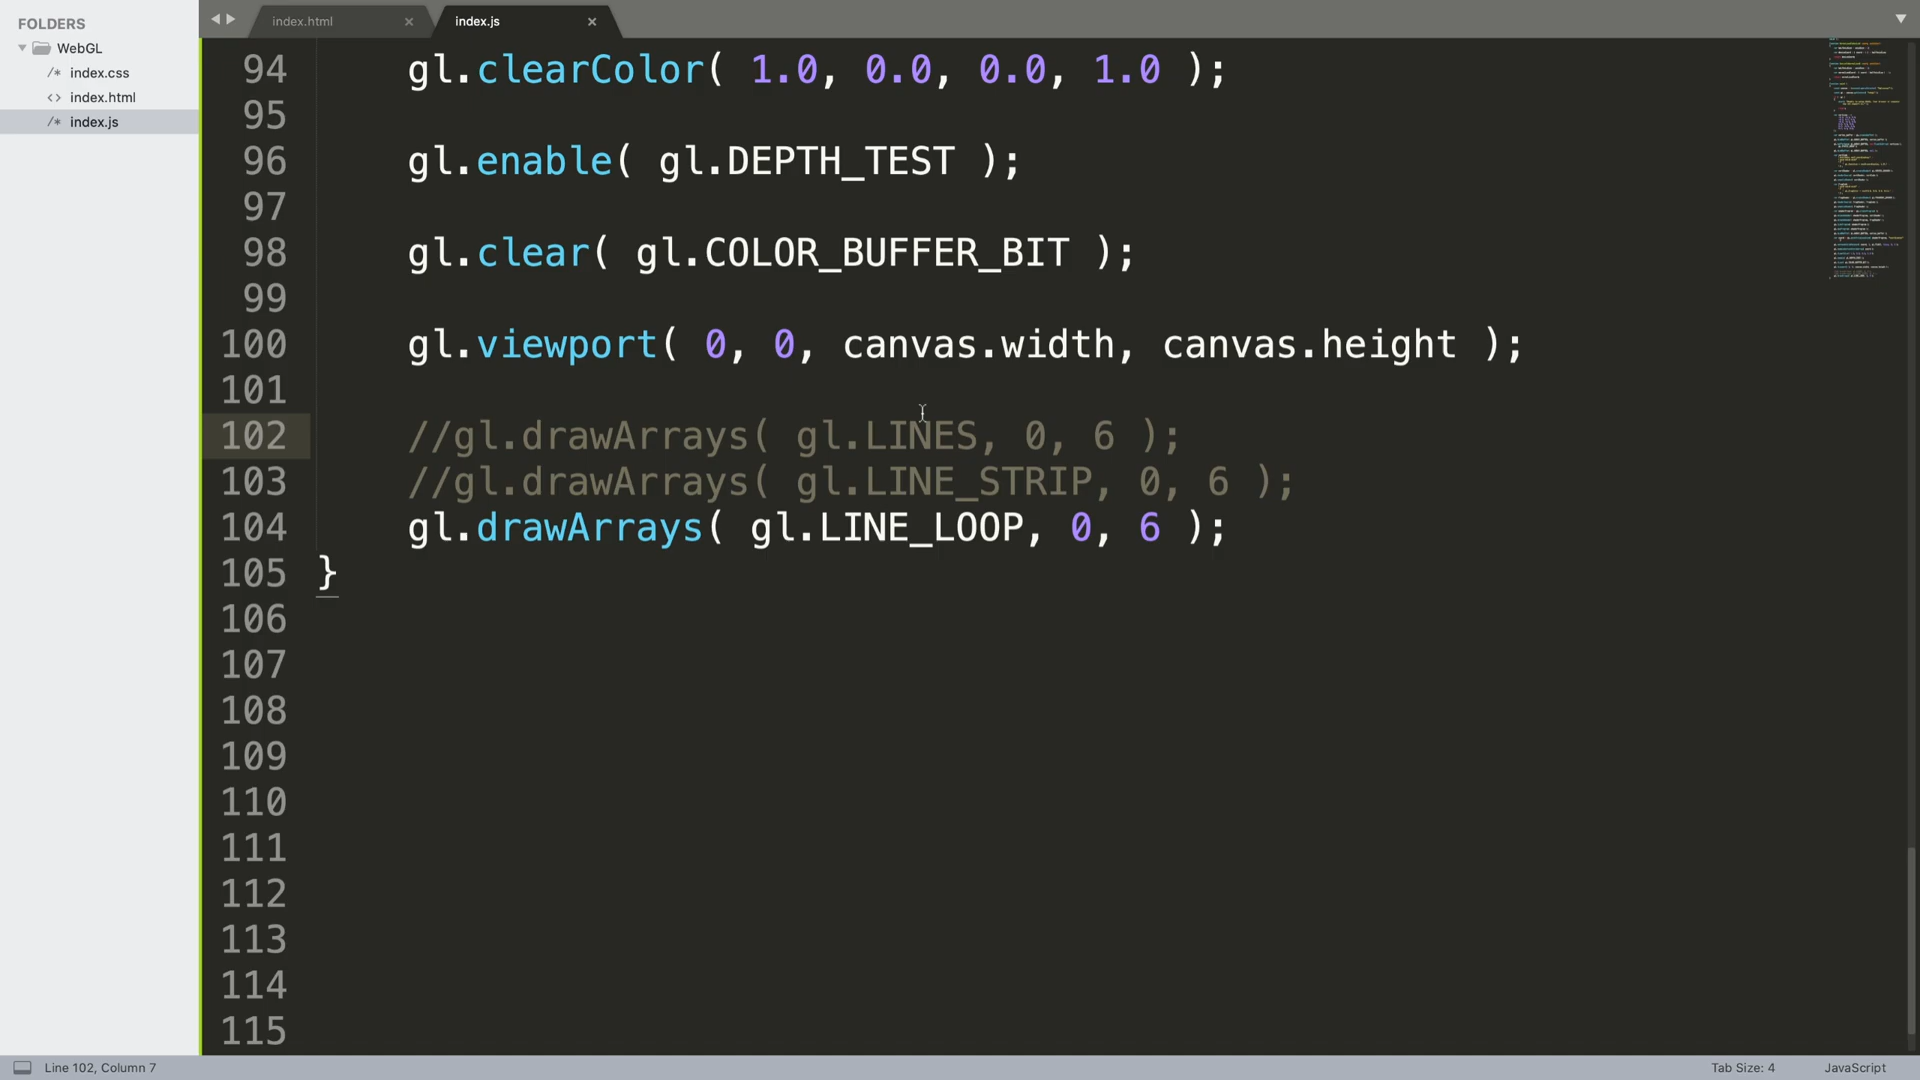 FOLDERS
WebGL
/* index.css
<> index.html
/* index.js
index.html ×
index.js ×
94 gl.clearColor( 1.0, 0.0, 0.0, 1.0 );
95
96 gl.enable( gl.DEPTH_TEST );
97
98 gl.clear( gl.COLOR_BUFFER_BIT );
99
100 gl.viewport( 0, 0, canvas.width, canvas.height );
101
102 //gl.drawArrays( gl.LINES, 0, 6 );
103 //gl.drawArrays( gl.LINE_STRIP, 0, 6 );
104 gl.drawArrays( gl.LINE_LOOP, 0, 6 );
105 }
106
107
108
109
110
111
112
113
114
115
Line 102, Column 7
Tab Size: 4
JavaScript